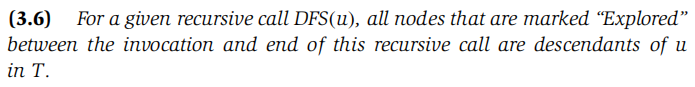 (3.6) For a given recursive call DFS(u), all nodes that are marked “Explored”
between the invocation and end of this recursive call are descendants of u
in T.